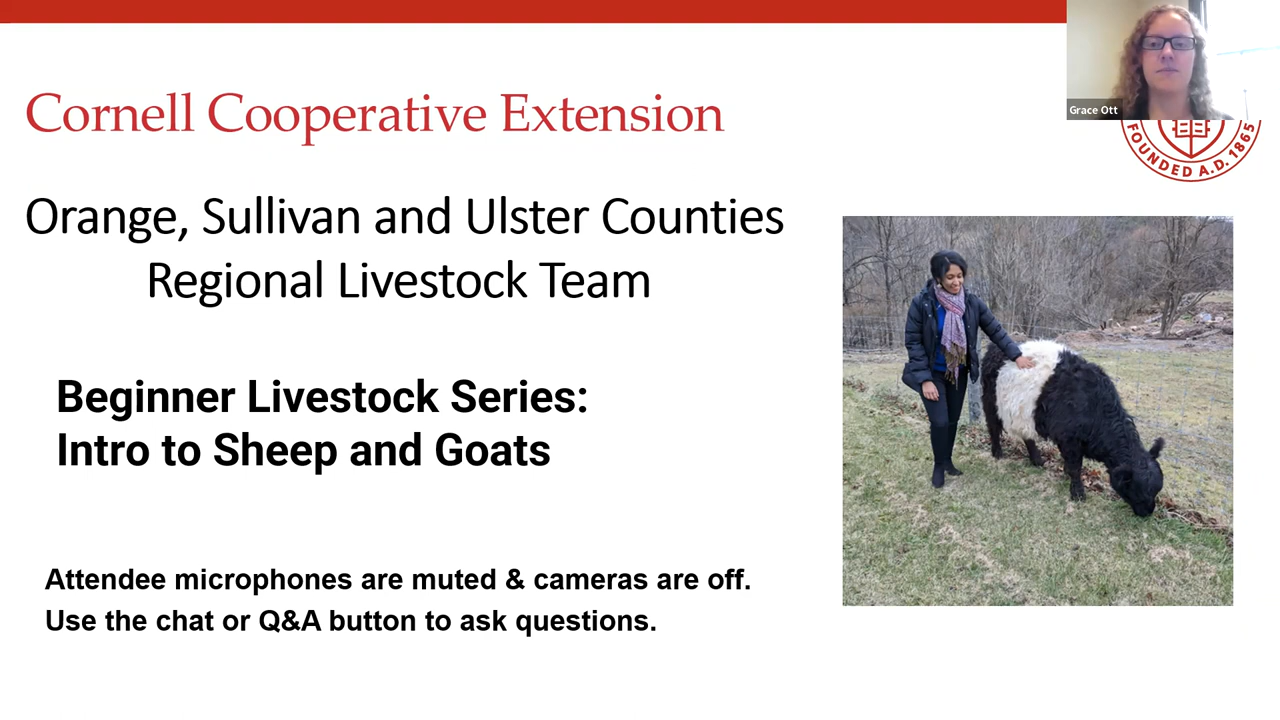 Cornell Cooperative Extension
Grace Ott
FOUNDED A.D. 1865
Orange, Sullivan and Ulster Counties
Regional Livestock Team
Beginner Livestock Series:
Intro to Sheep and Goats
Attendee microphones are muted & cameras are off.
Use the chat or Q&A button to ask questions.